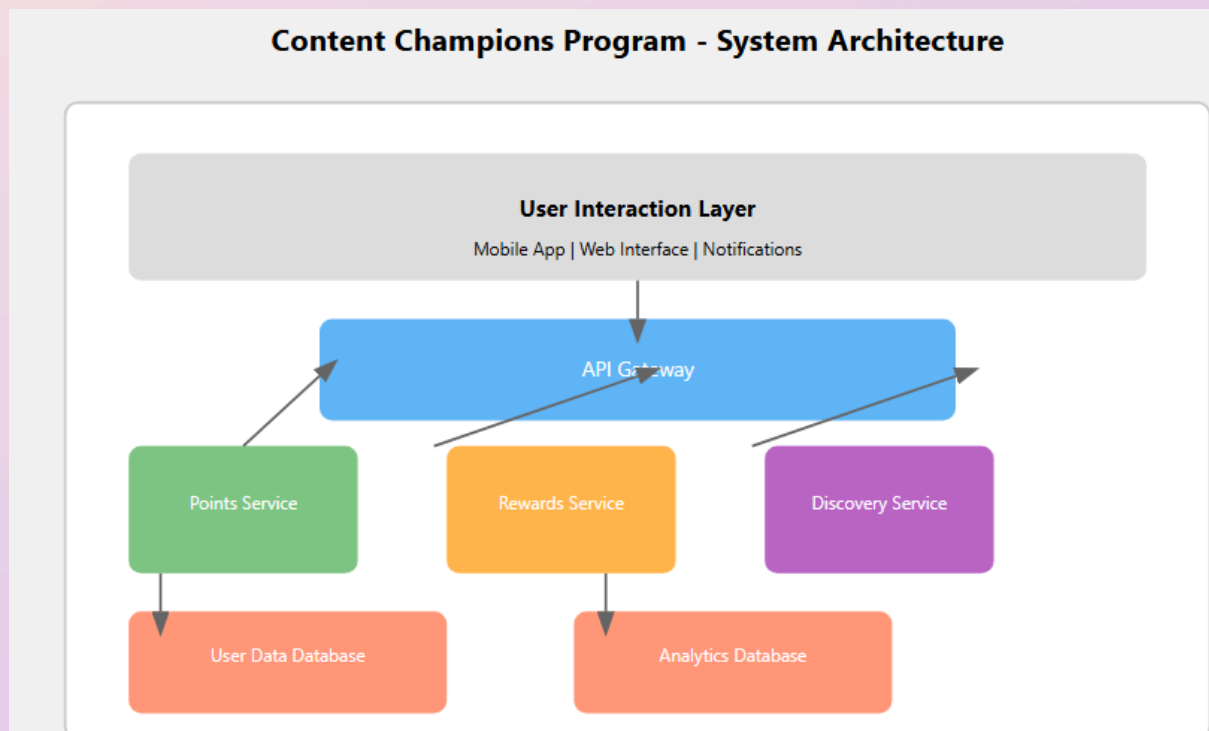 Content Champions Program - System Architecture
User Interaction Layer
Mobile App | Web Interface | Notifications
API Gateway
Points Service
Rewards Service
Discovery Service
User Data Database
Analytics Database